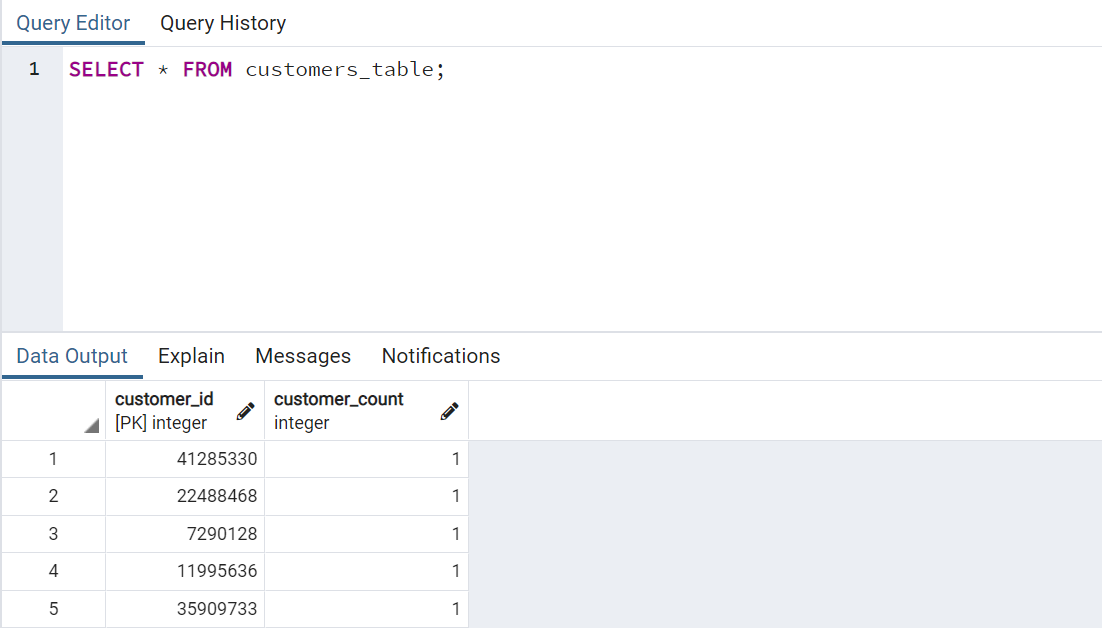 Query Editor Query History
1 SELECT * FROM customers_table;
Data Output Explain Messages Notifications
customer_id customer_count
[PK] integer integer
1 41285330 1
2 22488468 1
3 7290128 1
4 11995636 1
5 35909733 1